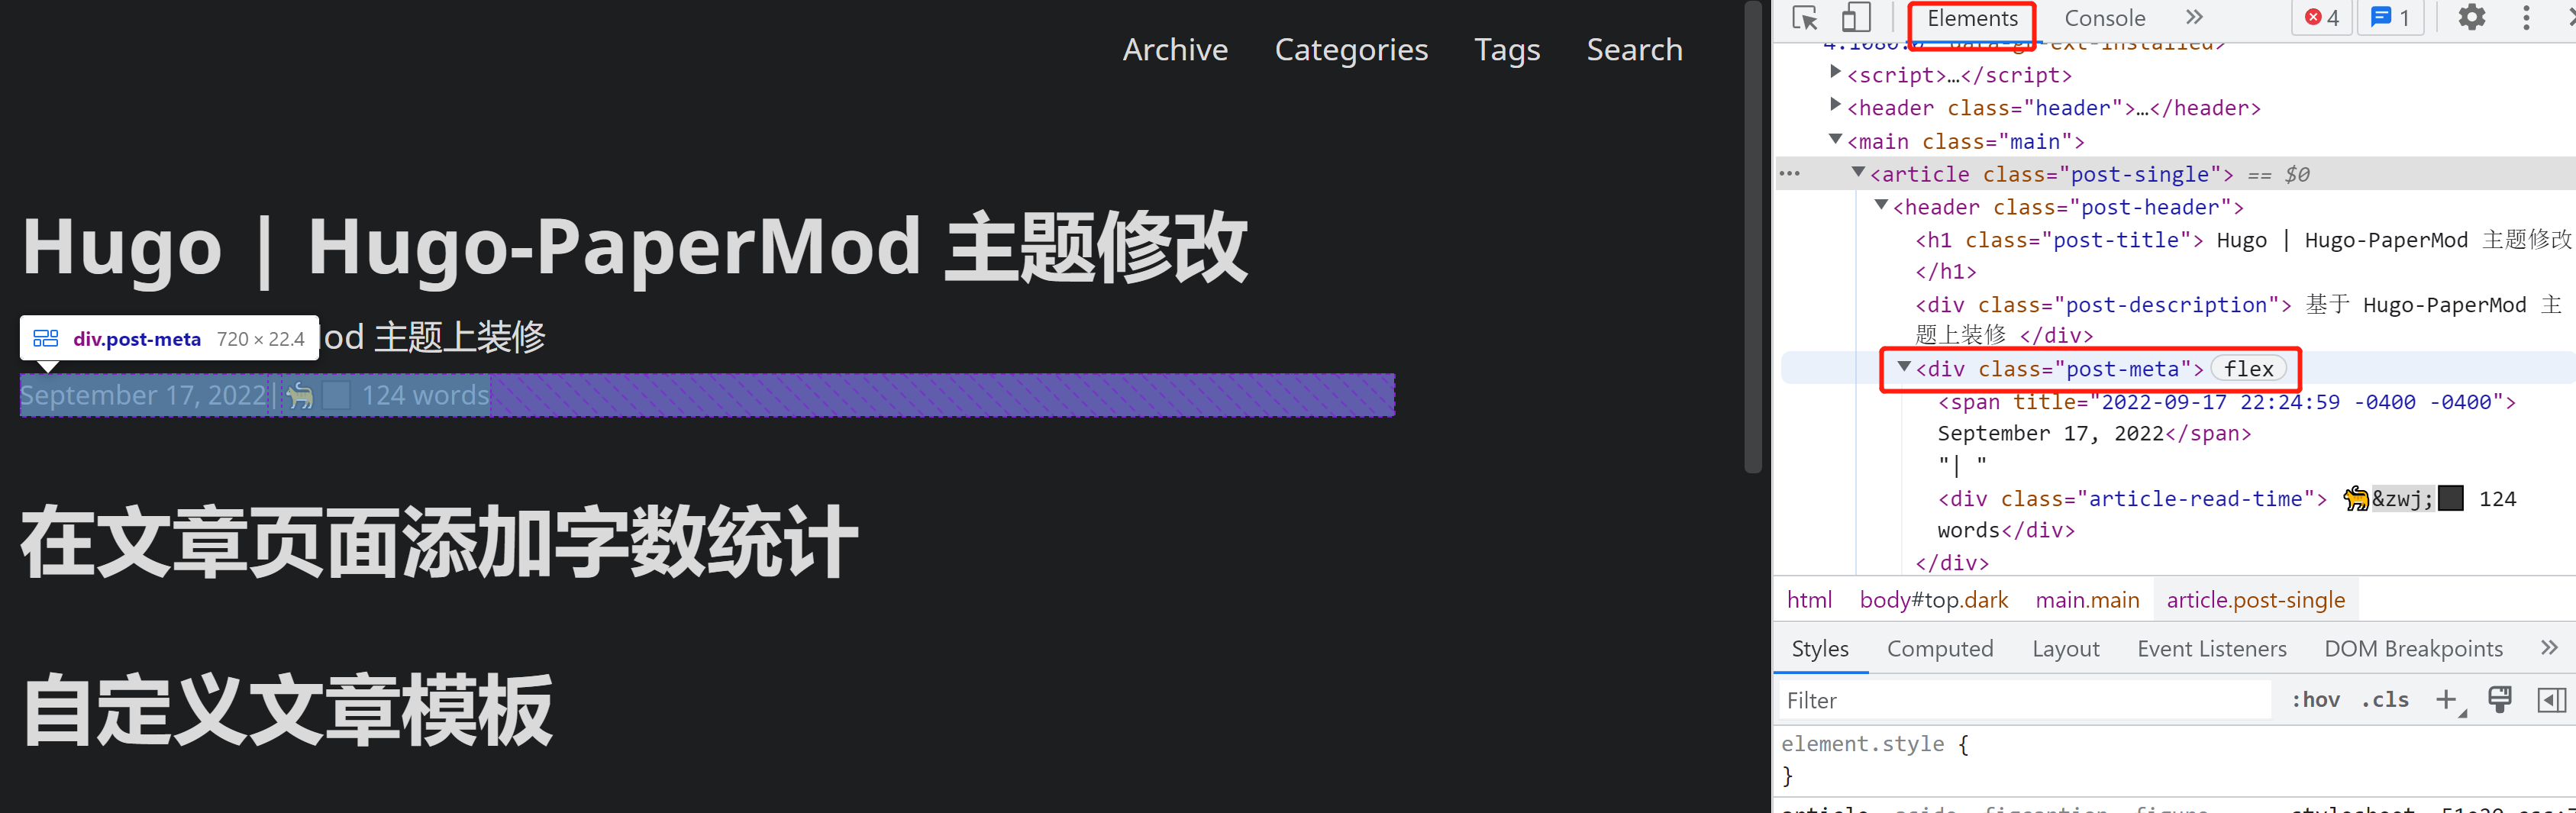 Archive Categories Tags Search
Hugo | Hugo-PaperMod 主题修改
div.post-meta 720 × 22.4
Mod 主题上装修
September 17, 2022 | 🐈‍⬛ 124 words
在文章页面添加字数统计
自定义文章模板
Elements Console » 4 1
<script>…</script>
<header class="header">…</header>
<main class="main">
… <article class="post-single"> == $0
<header class="post-header">
<h1 class="post-title"> Hugo | Hugo-PaperMod 主题修改
</h1>
<div class="post-description"> 基于 Hugo-PaperMod 主
题上装修 </div>
<div class="post-meta"> flex
<span title="2022-09-17 22:24:59 -0400 -0400">
September 17, 2022</span>
"| "
<div class="article-read-time"> 🐈&zwj;⬛ 124
words</div>
</div>
html body#top.dark main.main article.post-single
Styles Computed Layout Event Listeners DOM Breakpoints »
Filter :hov .cls +
element.style {
}